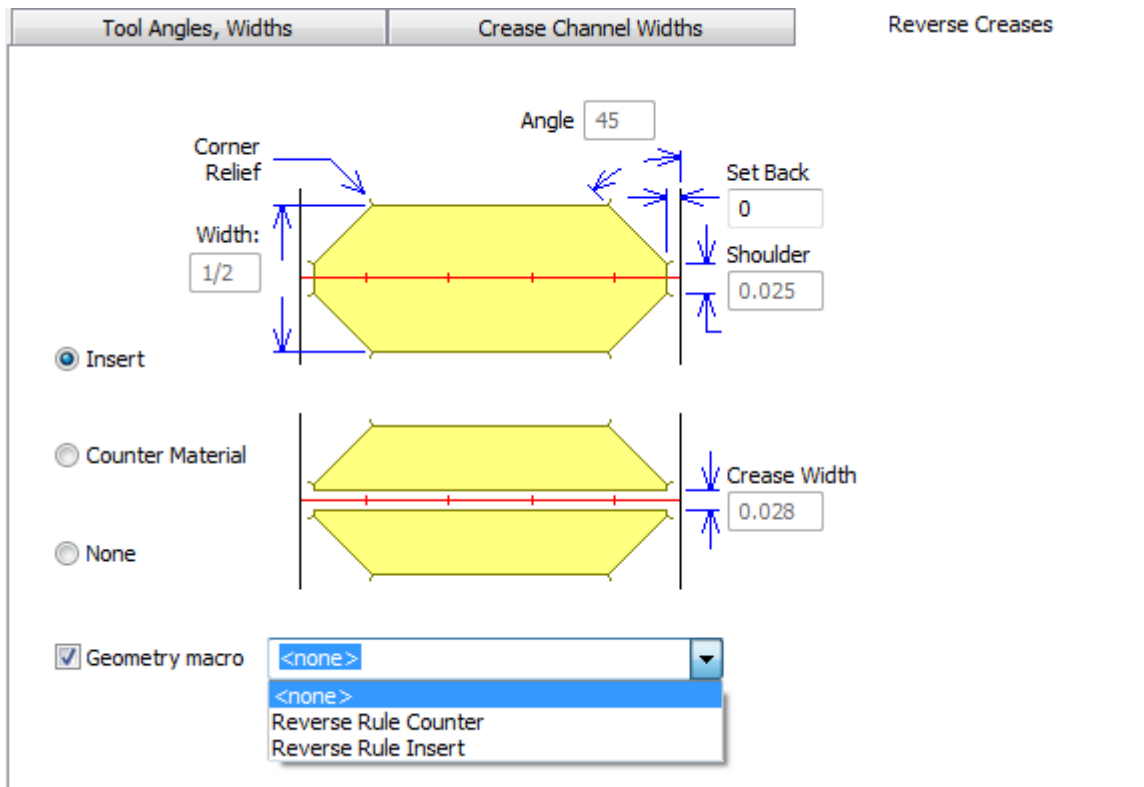 Tool Angles, Widths
Crease Channel Widths
Reverse Creases
Angle
45
Corner
Relief
Set Back
0
Width:
1/2
Shoulder
0.025
Insert
Counter Material
Crease Width
0.028
None
Geometry macro
<none>
<none>
Reverse Rule Counter
Reverse Rule Insert